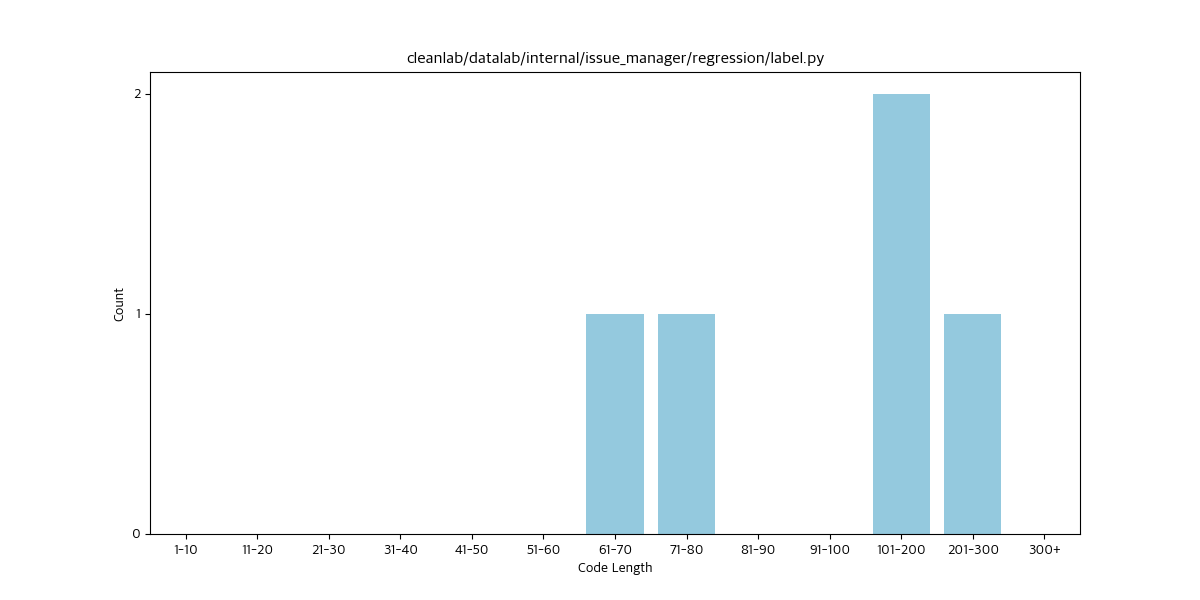 cleanlab/datalab/internal/issue_manager/regression/label.py
2
1
0
Count
1-10 11-20 21-30 31-40 41-50 51-60 61-70 71-80 81-90 91-100 101-200 201-300 300+
Code Length